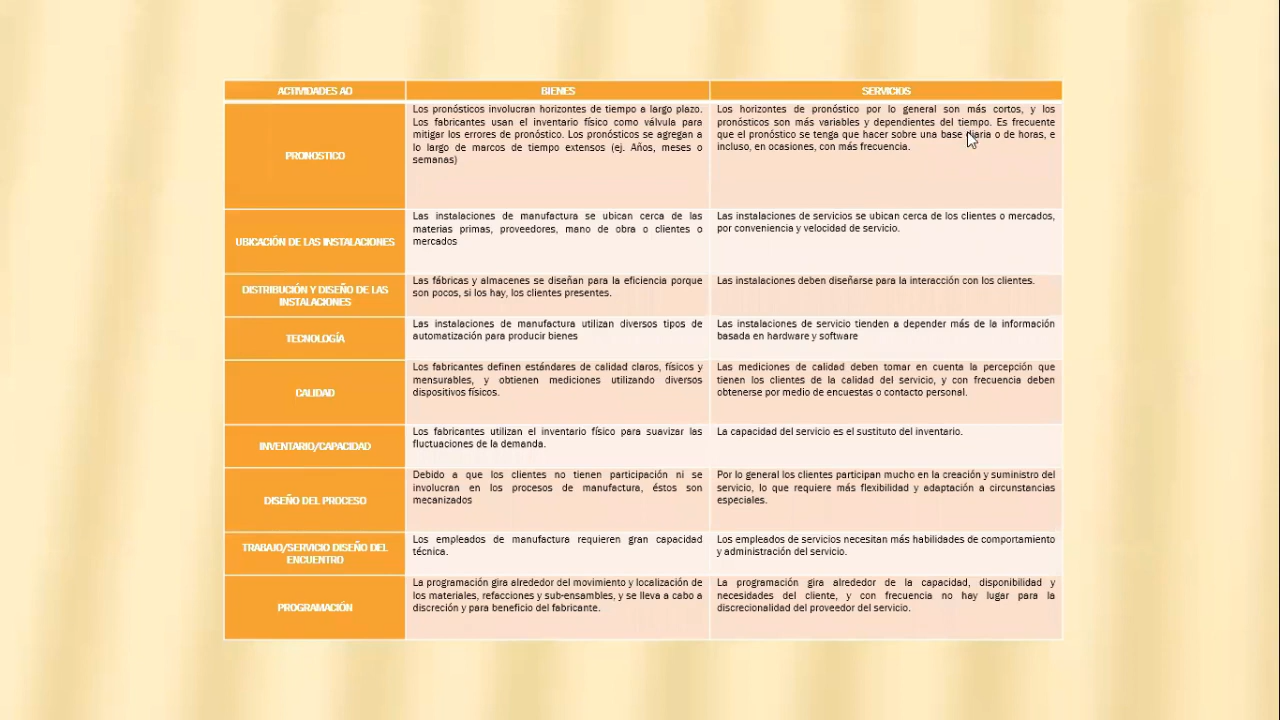 ACTIVIDADES AO
BIENES
SERVICIOS
PRONOSTICO
Los pronósticos involucran horizontes de tiempo a largo plazo.
Los fabricantes usan el inventario físico como válvula para
mitigar los errores de pronóstico. Los pronósticos se agregan a
lo largo de marcos de tiempo extensos (ej. Años, meses o
semanas)
Los horizontes de pronóstico por lo general son más cortos, y los
pronósticos son más variables y dependientes del tiempo. Es frecuente
que el pronóstico se tenga que hacer sobre una base diaria o de horas, e
incluso, en ocasiones, con más frecuencia.
UBICACIÓN DE LAS INSTALACIONES
Las instalaciones de manufactura se ubican cerca de las
materias primas, proveedores, mano de obra o clientes o
mercados
Las instalaciones de servicios se ubican cerca de los clientes o mercados,
por conveniencia y velocidad de servicio.
DISTRIBUCIÓN Y DISEÑO DE LAS
INSTALACIONES
Las fábricas y almacenes se diseñan para la eficiencia porque
son pocos, si los hay, los clientes presentes.
Las instalaciones deben diseñarse para la interacción con los clientes.
TECNOLOGÍA
Las instalaciones de manufactura utilizan diversos tipos de
automatización para producir bienes
Las instalaciones de servicio tienden a depender más de la información
basada en hardware y software
CALIDAD
Los fabricantes definen estándares de calidad claros, físicos y
mensurables, y obtienen mediciones utilizando diversos
dispositivos físicos.
Las mediciones de calidad deben tomar en cuenta la percepción que
tienen los clientes de la calidad del servicio, y con frecuencia deben
obtenerse por medio de encuestas o contacto personal.
INVENTARIO/CAPACIDAD
Los fabricantes utilizan el inventario físico para suavizar las
fluctuaciones de la demanda.
La capacidad del servicio es el sustituto del inventario.
DISEÑO DEL PROCESO
Debido a que los clientes no tienen participación ni se
involucran en los procesos de manufactura, éstos son
mecanizados
Por lo general los clientes participan mucho en la creación y suministro del
servicio, lo que requiere más flexibilidad y adaptación a circunstancias
especiales.
TRABAJO/SERVICIO DISEÑO DEL
ENCUENTRO
Los empleados de manufactura requieren gran capacidad
técnica.
Los empleados de servicios necesitan más habilidades de comportamiento
y administración del servicio.
PROGRAMACIÓN
La programación gira alrededor del movimiento y localización de
los materiales, refacciones y sub-ensambles, y se lleva a cabo a
discreción y para beneficio del fabricante.
La programación gira alrededor de la capacidad, disponibilidad y
necesidades del cliente, y con frecuencia no hay lugar para la
discrecionalidad del proveedor del servicio.